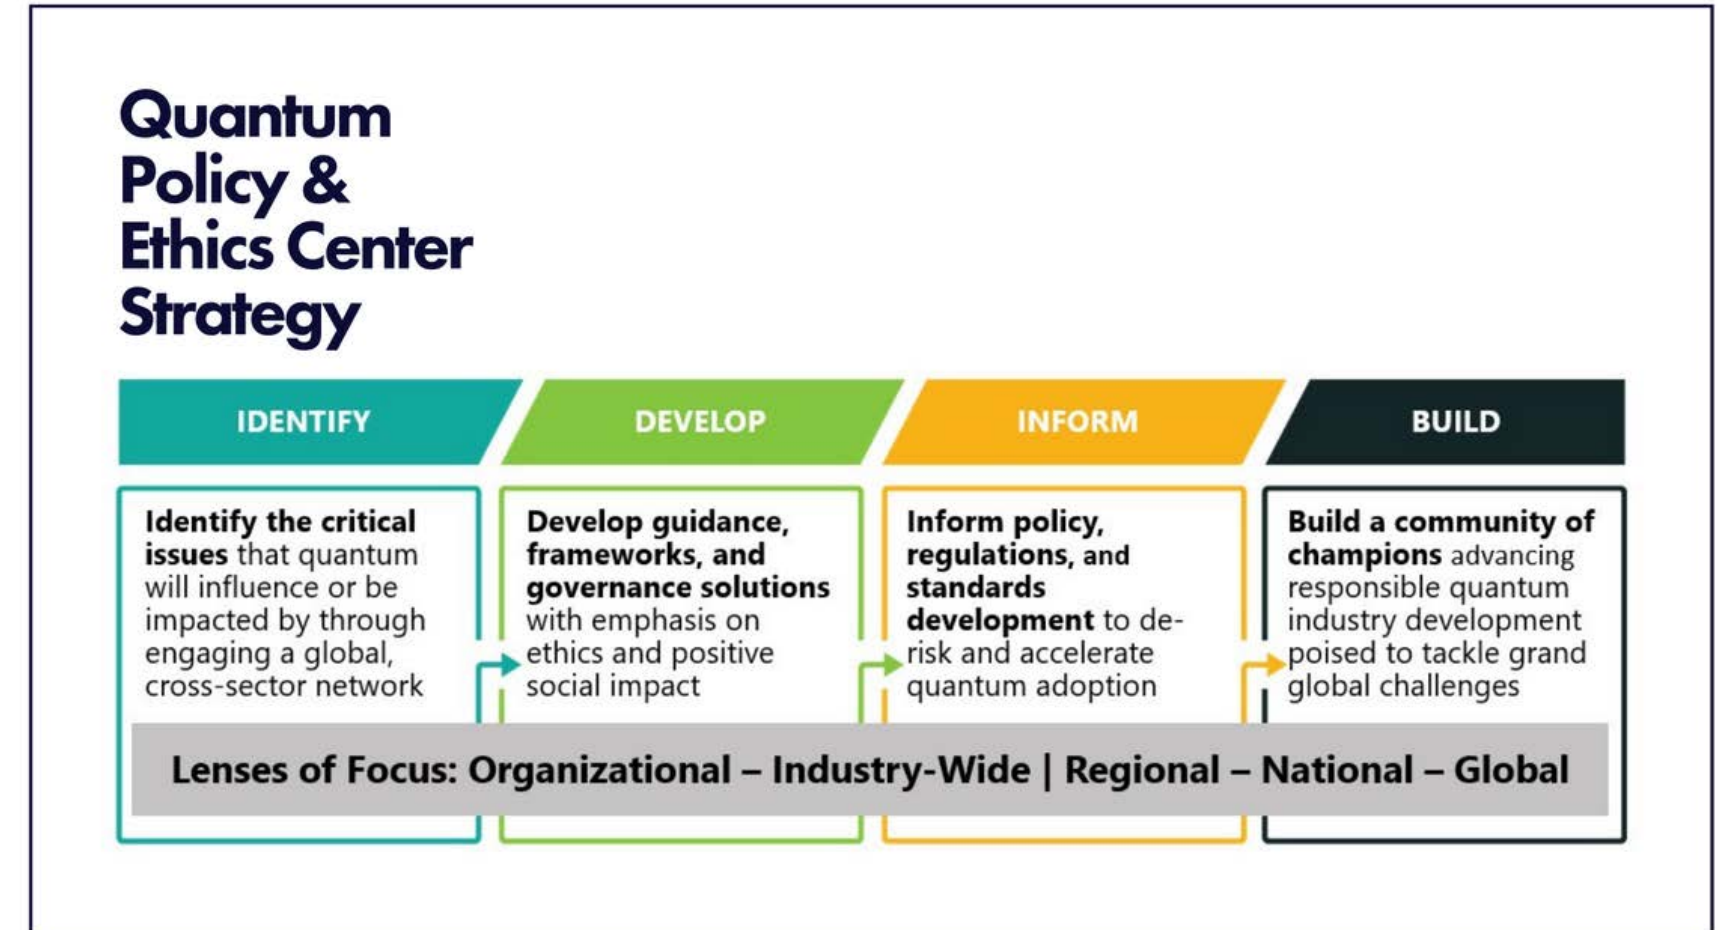 Quantum
Policy &
Ethics Center
Strategy
IDENTIFY
DEVELOP
INFORM
BUILD
Identify the critical
issues that quantum
will influence or be
impacted by through
engaging a global,
cross-sector network
Develop guidance,
frameworks, and
governance solutions
with emphasis on
ethics and positive
social impact
Inform policy,
regulations, and
standards
development to de-
risk and accelerate
quantum adoption
Build a community of
champions advancing
responsible quantum
industry development
poised to tackle grand
global challenges
Lenses of Focus: Organizational – Industry-Wide | Regional – National – Global